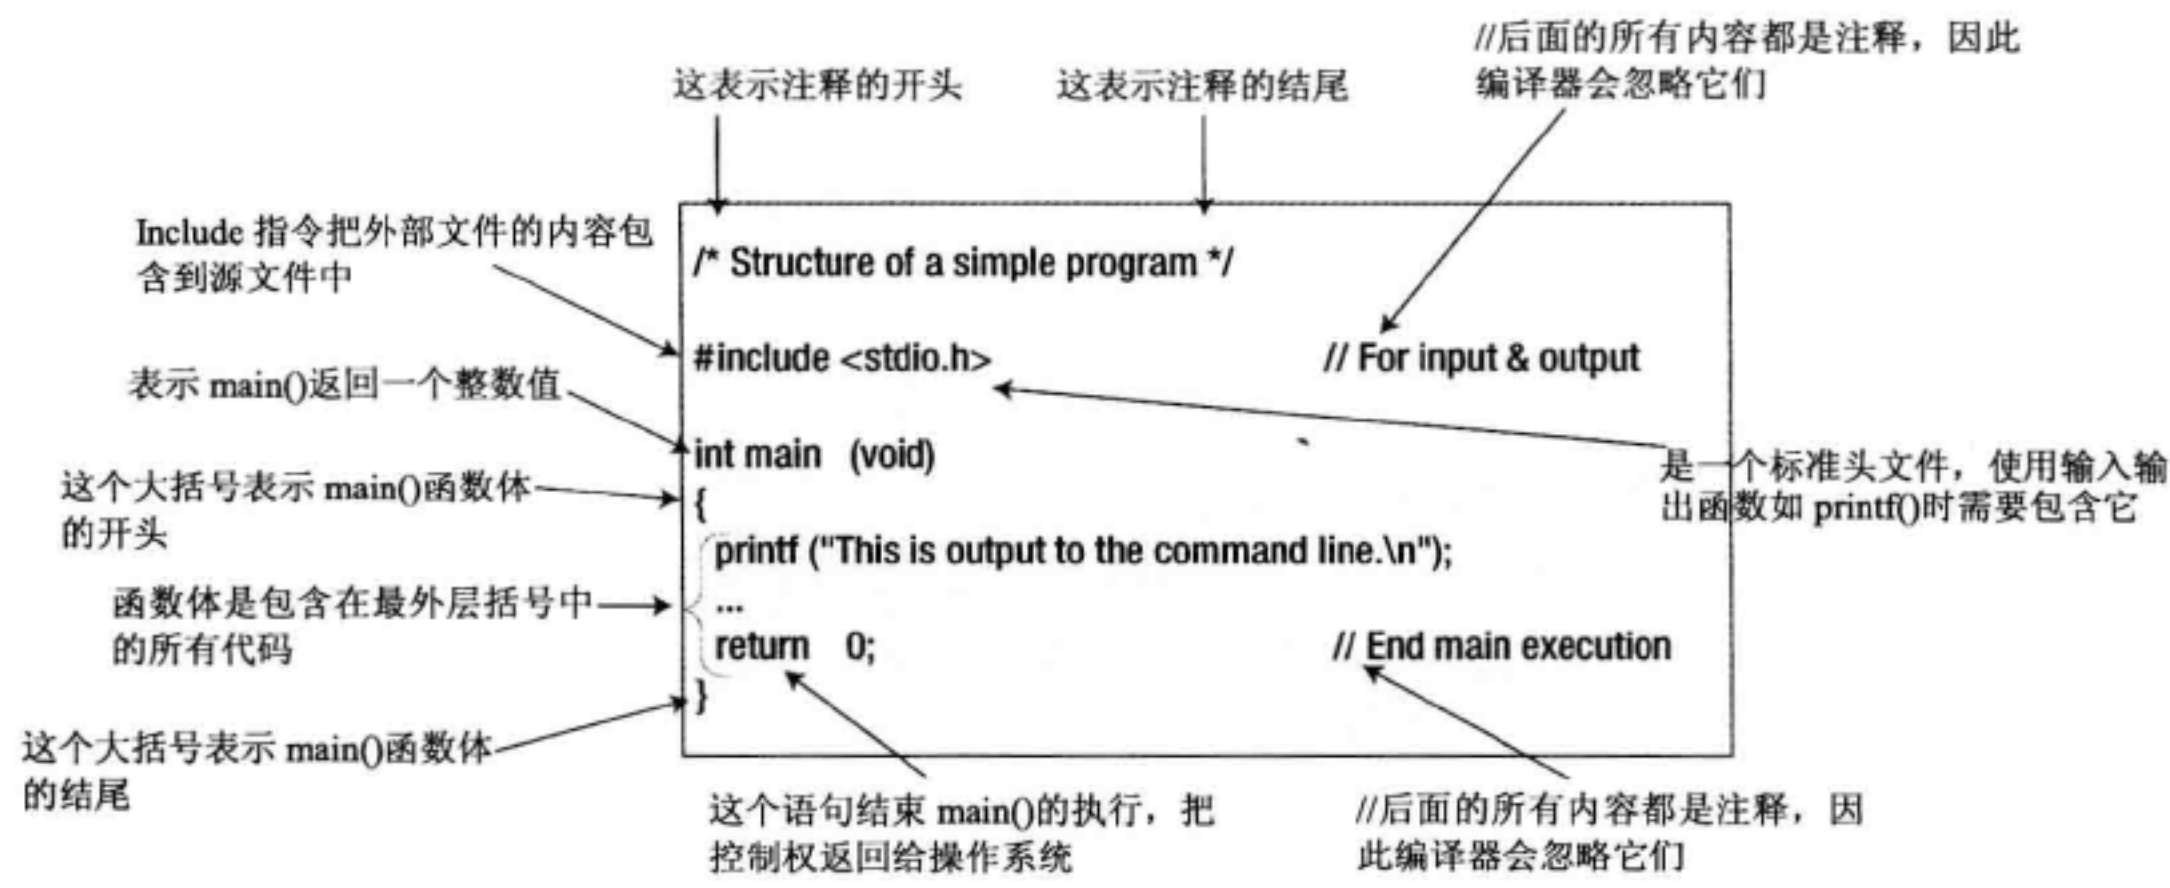 //后面的所有内容都是注释，因此
编译器会忽略它们
这表示注释的开头
这表示注释的结尾
Include 指令把外部文件的内容包
含到源文件中
/* Structure of a simple program */
#include <stdio.h>
// For input & output
表示 main()返回一个整数值
int main (void)
是一个标准头文件，使用输入输
出函数如 printf()时需要包含它
这个大括号表示 main()函数体
的开头
{
printf ("This is output to the command line.\n");
函数体是包含在最外层括号中
的所有代码
...
return 0;
// End main execution
}
这个大括号表示 main()函数体
的结尾
这个语句结束 main()的执行，把
控制权返回给操作系统
//后面的所有内容都是注释，因
此编译器会忽略它们